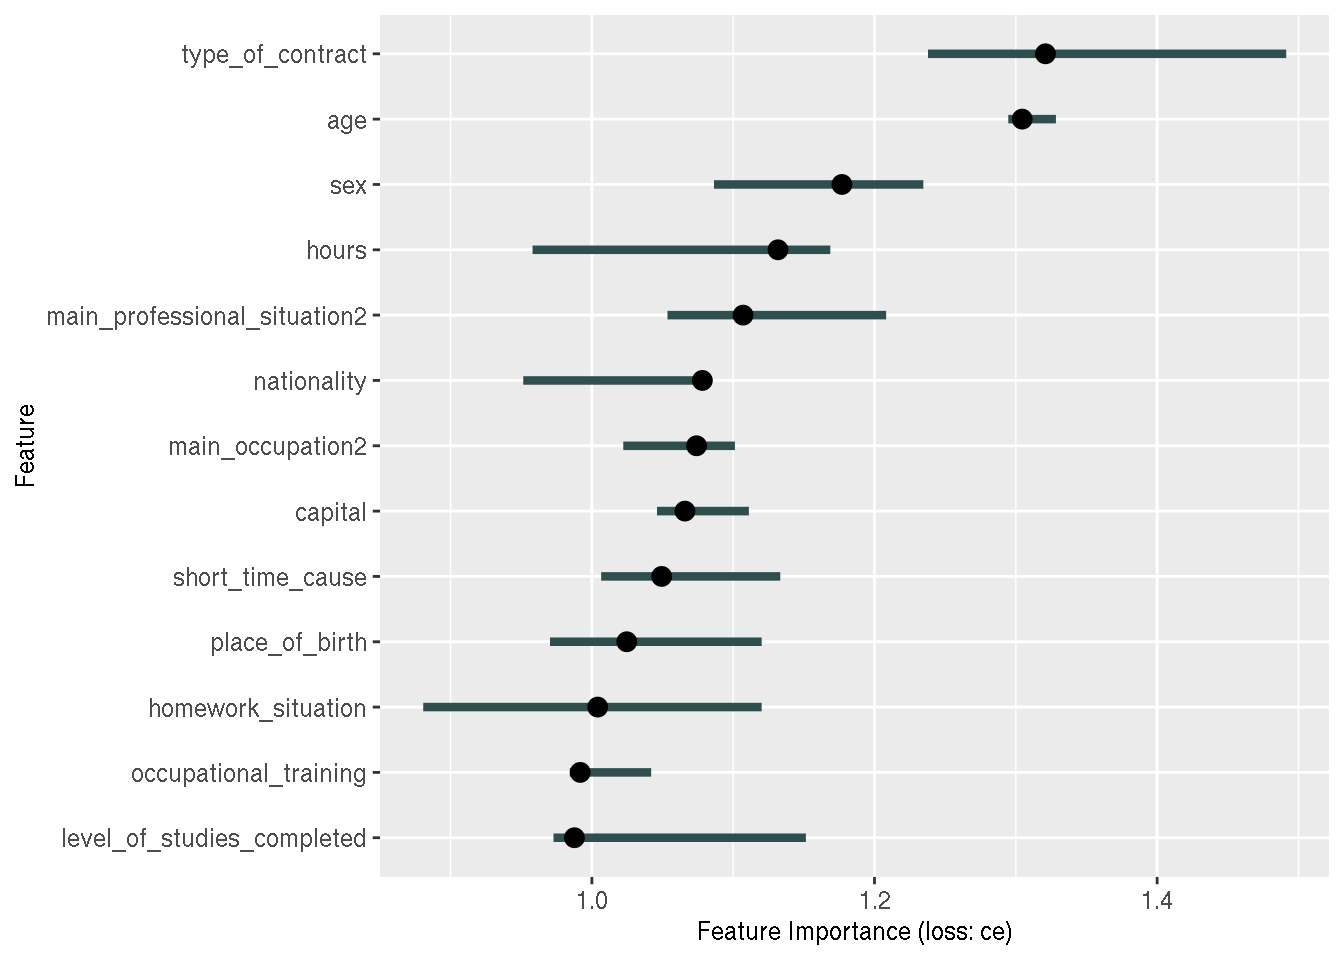 type_of_contract
age
sex
hours
main_professional_situation2
nationality
main_occupation2
capital
short_time_cause
place_of_birth
homework_situation
occupational_training
level_of_studies_completed
Feature
1.0 1.2 1.4
Feature Importance (loss: ce)